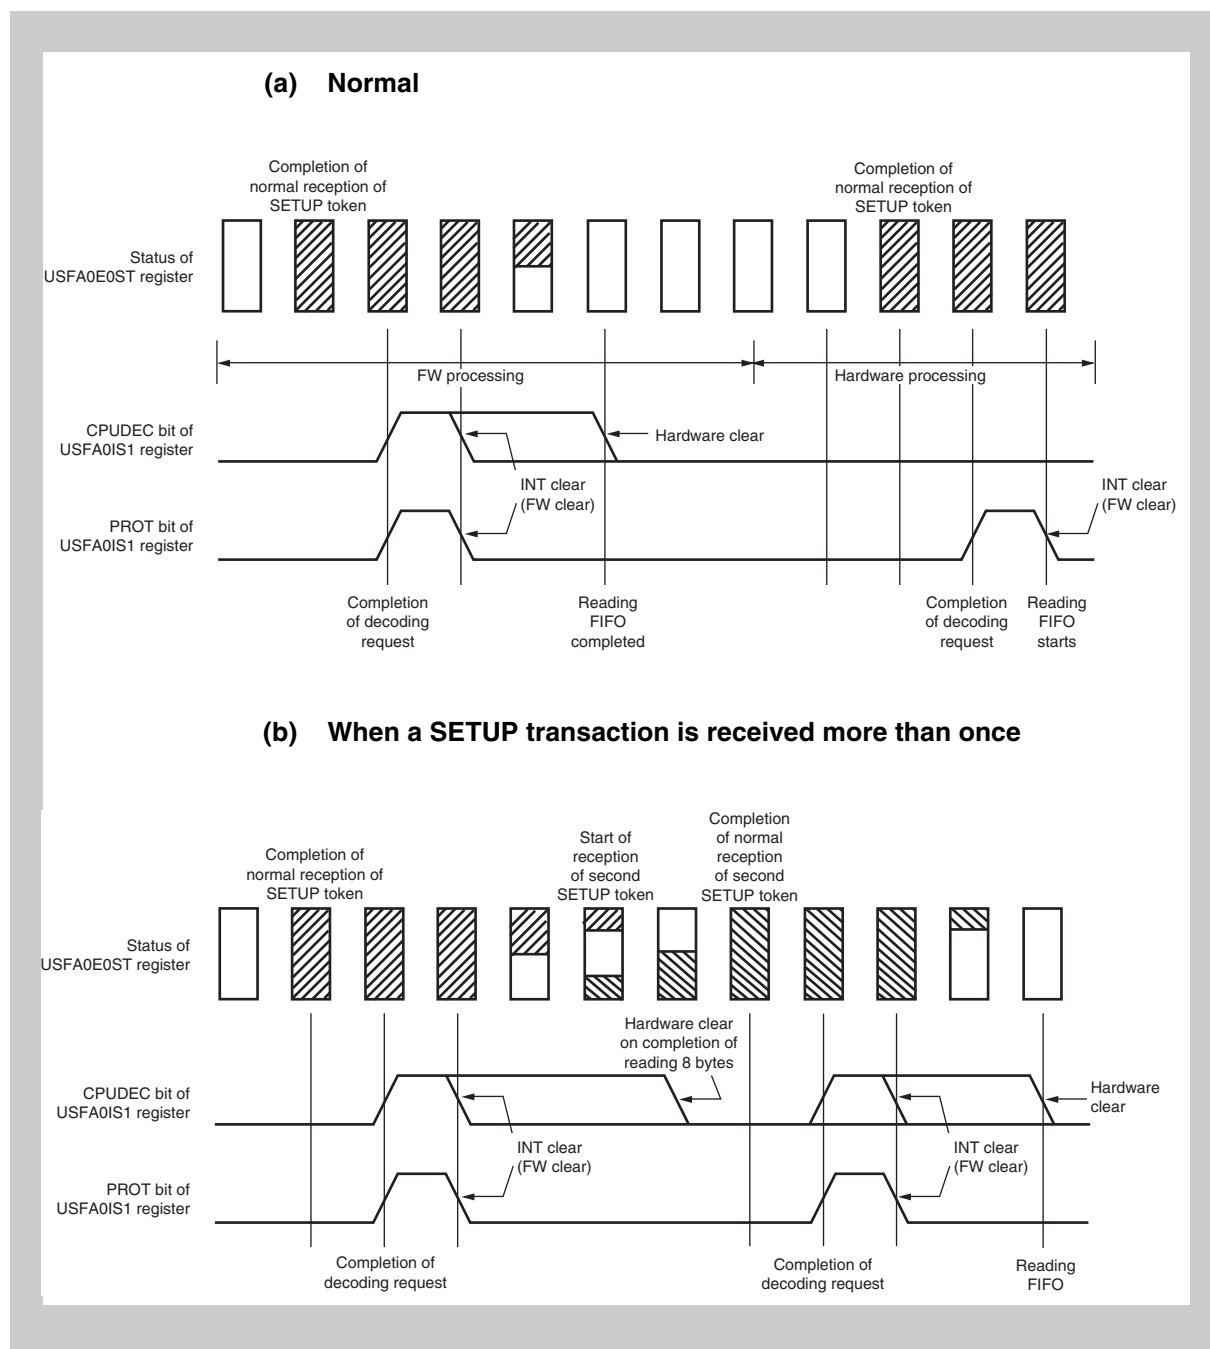 (a) Normal
Completion of
normal reception of
SETUP token
Completion of
normal reception of
SETUP token
Status of
USFA0E0ST register
FW processing
Hardware processing
CPUDEC bit of
USFA0IS1 register
Hardware clear
INT clear
(FW clear)
INT clear
(FW clear)
PROT bit of
USFA0IS1 register
Completion
of decoding
request
Reading
FIFO
completed
Completion
of decoding
request
Reading
FIFO
starts
(b) When a SETUP transaction is received more than once
Completion of
normal reception of
SETUP token
Start of
reception
of second
SETUP token
Completion
of normal
reception
of second
SETUP token
Status of
USFA0E0ST register
Hardware clear
on completion of
reading 8 bytes
CPUDEC bit of
USFA0IS1 register
Hardware
clear
INT clear
(FW clear)
INT clear
(FW clear)
PROT bit of
USFA0IS1 register
Completion of
decoding request
Completion of
decoding request
Reading
FIFO